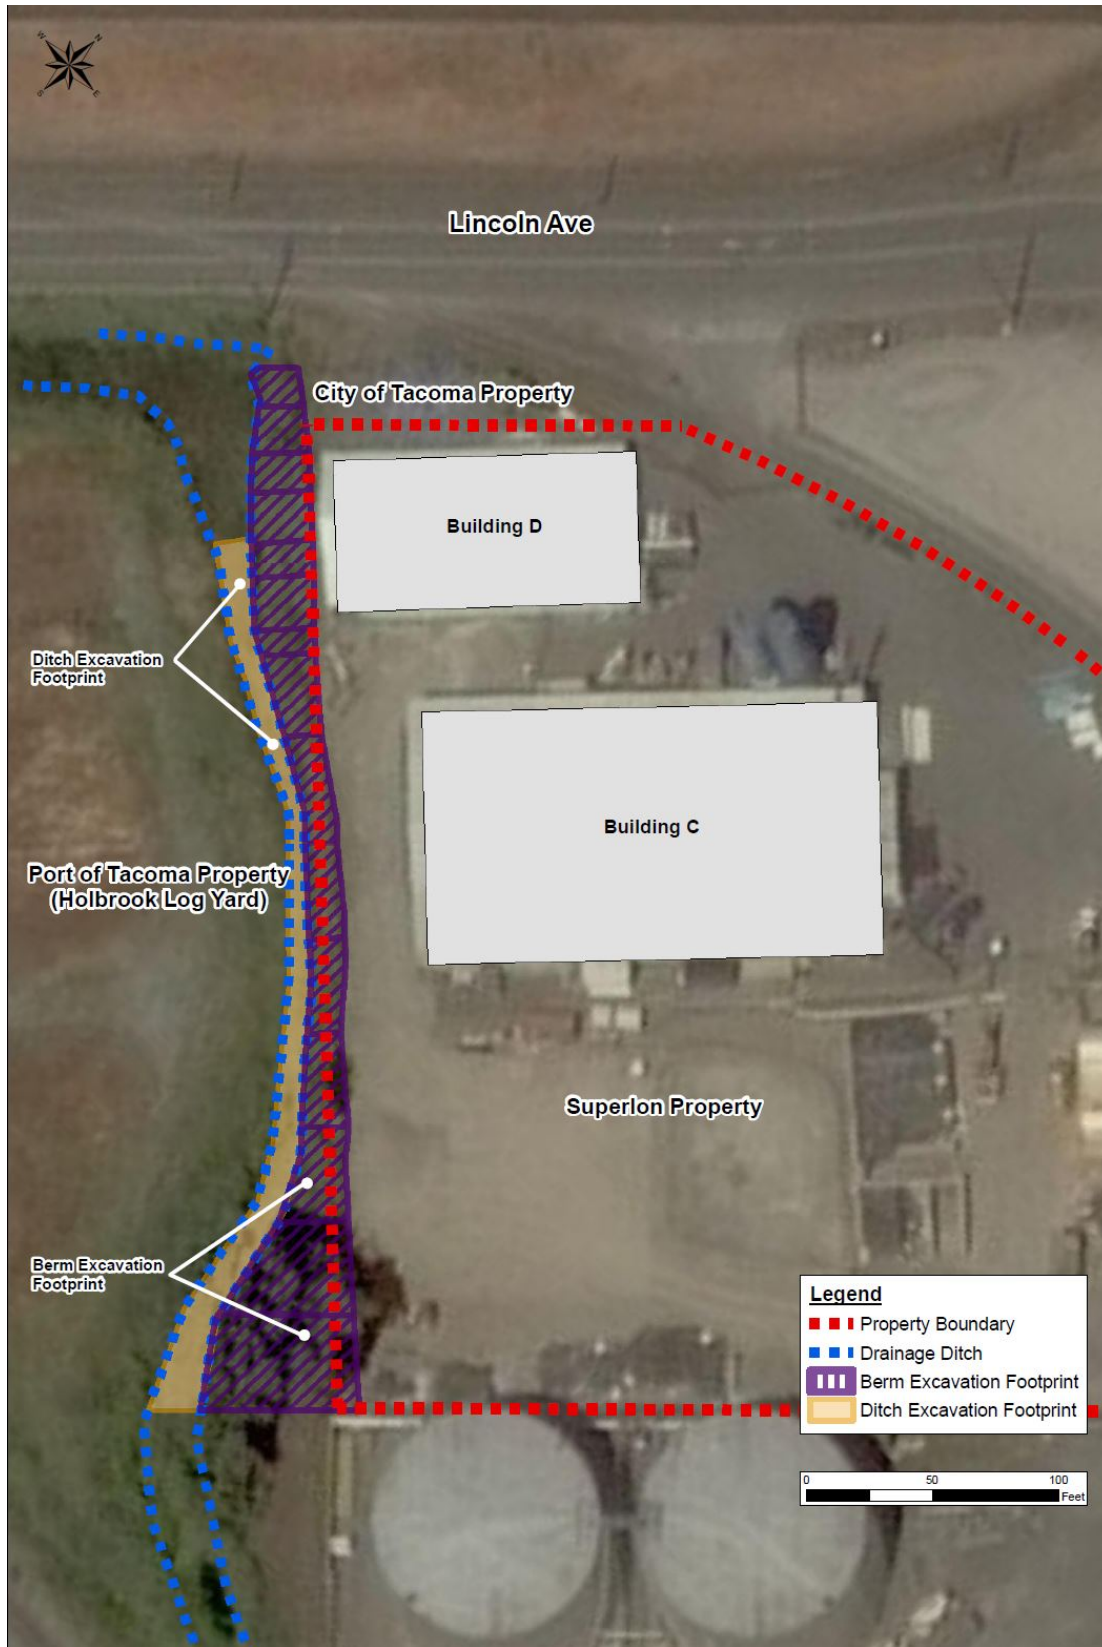 W
N
S
E
Lincoln Ave
City of Tacoma Property
Building D
Ditch Excavation
Footprint
Building C
Port of Tacoma Property
(Holbrook Log Yard)
Superlon Property
Berm Excavation
Footprint
Legend
Property Boundary
Drainage Ditch
Berm Excavation Footprint
Ditch Excavation Footprint
0 50 100
Feet